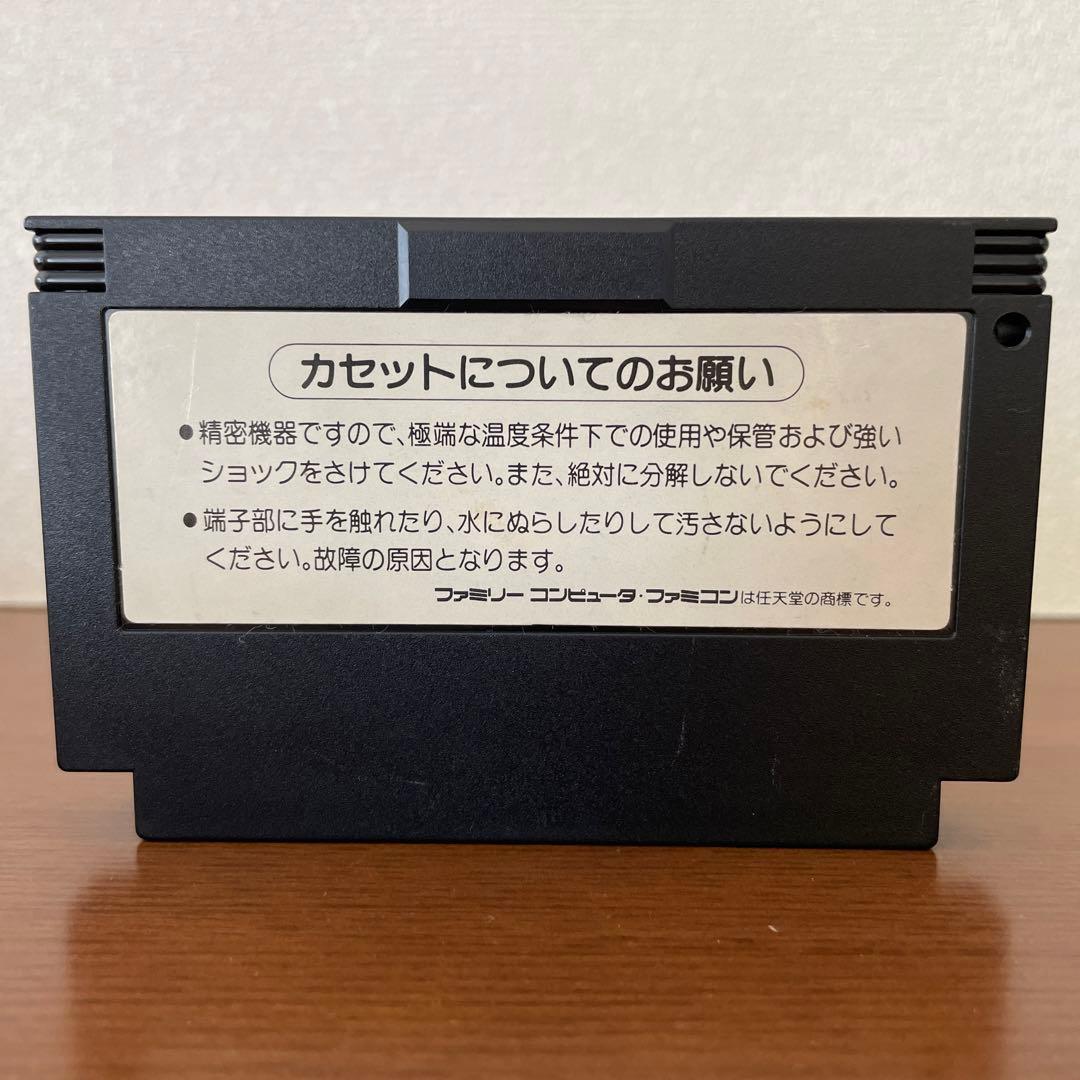 カセットについてのお願い
●精密機器ですので、極端な温度条件下での使用や保管および強い
ショックをさけてください。また、絶対に分解しないでください。
●端子部に手を触れたり、水にぬらしたりして汚さないようにして
ください。故障の原因となります。
ファミリー コンピュータ・ファミコンは任天堂の商標です。